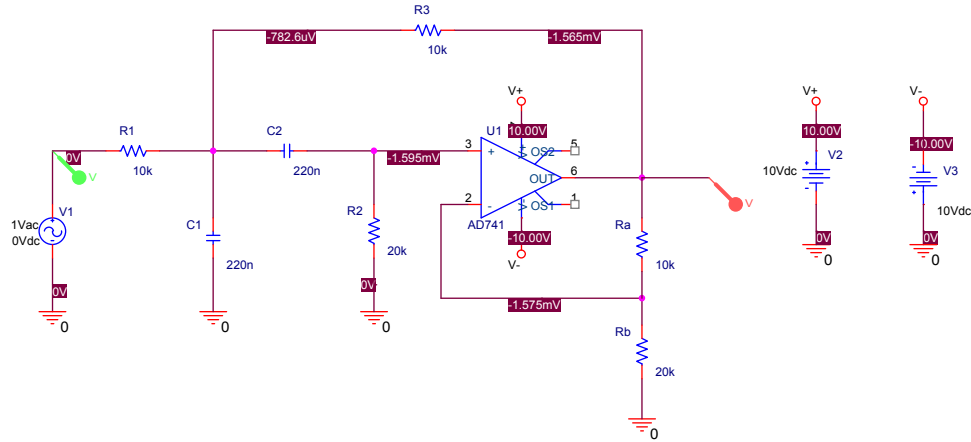 R3
-782.6uV
-1.565mV
10k
V+
V+
V-
R1
C2
U1
10.00V
10.00V
-10.00V
0V
-1.595mV
3
+
V+
OS2
5
V2
V3
10k
220n
OUT
6
10Vdc
V
V1
R2
2
-
V-
OS1
1
V
1Vac
0Vdc
C1
AD741
Ra
10Vdc
20k
-10.00V
0V
0V
220n
V-
10k
0
0
0V
0V
-1.575mV
0
0
0
Rb
20k
0